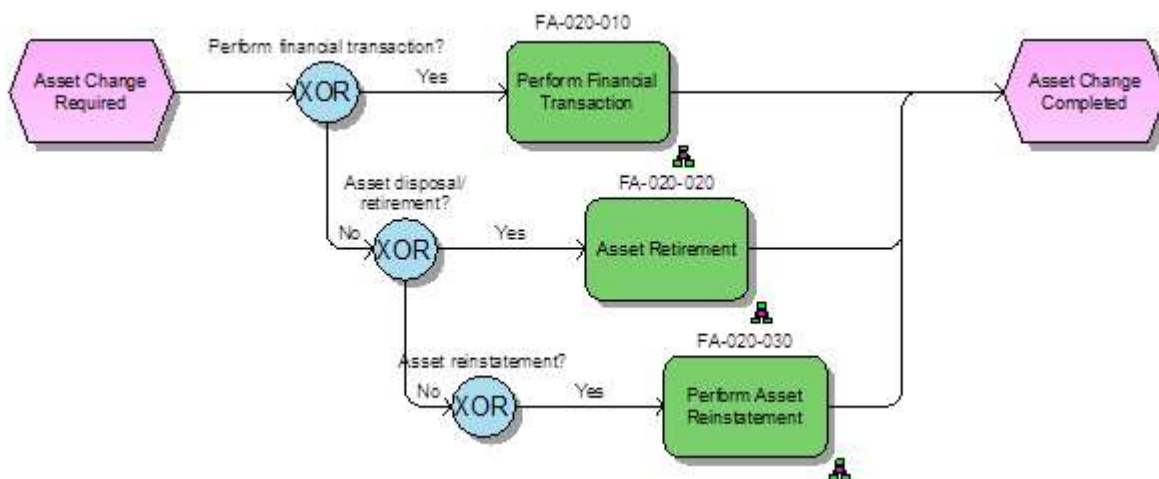 FA-020-010
Perform financial transaction?
Asset Change
Required
XOR
Yes
Perform Financial
Transaction
Asset Change
Completed
Asset disposal/
retirement?
FA-020-020
No
XOR
Yes
Asset Retirement
FA-020-030
Asset reinstatement?
No
XOR
Yes
Perform Asset
Reinstatement